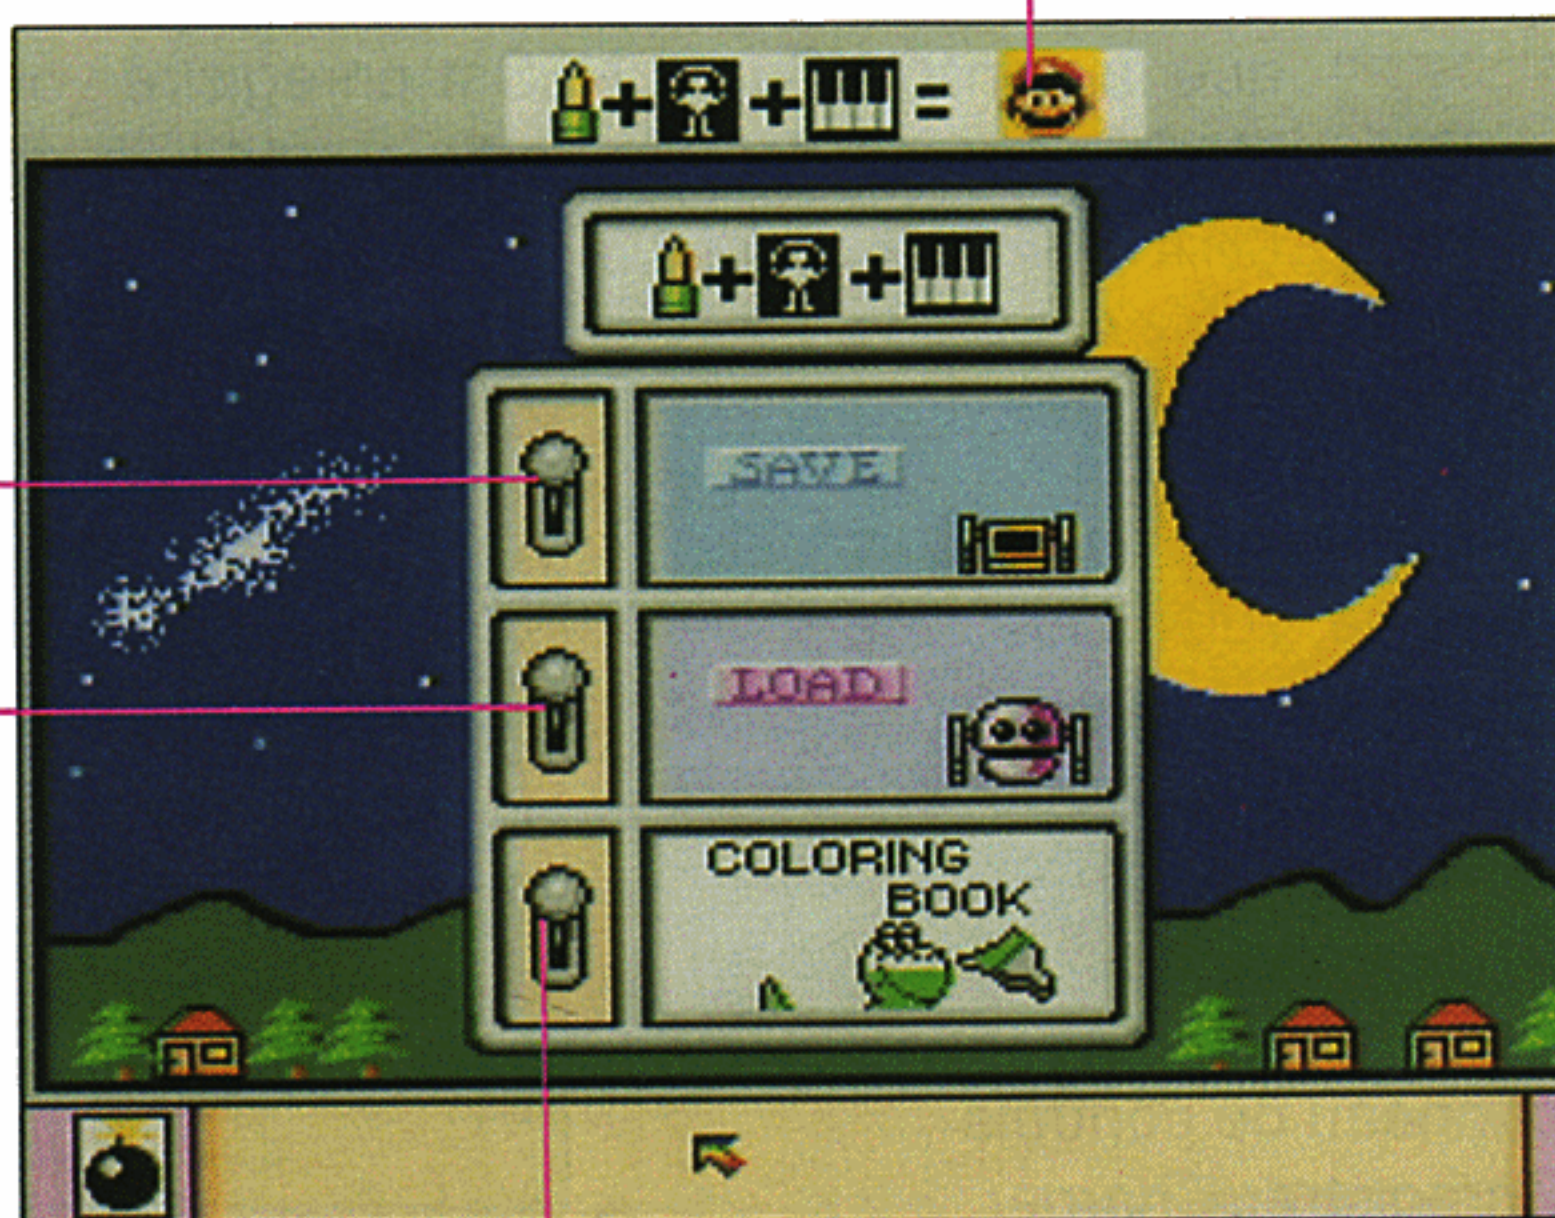 + + =
+ +
SAVE
LOAD
COLORING
BOOK